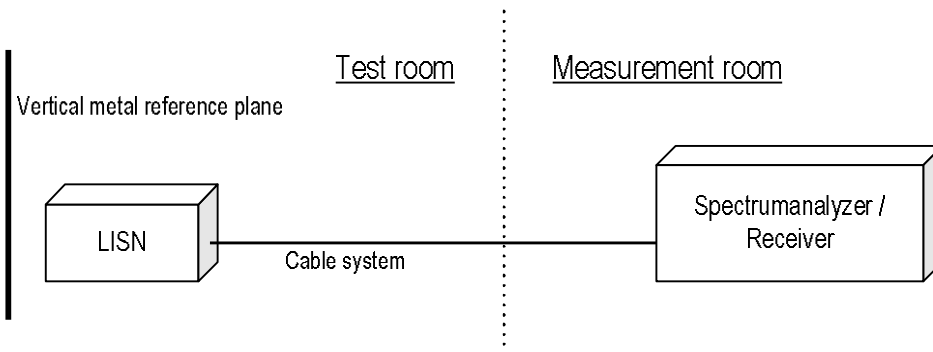 Test room
Measurement room
Vertical metal reference plane
LISN
Cable system
Spectrumanalyzer /
Receiver